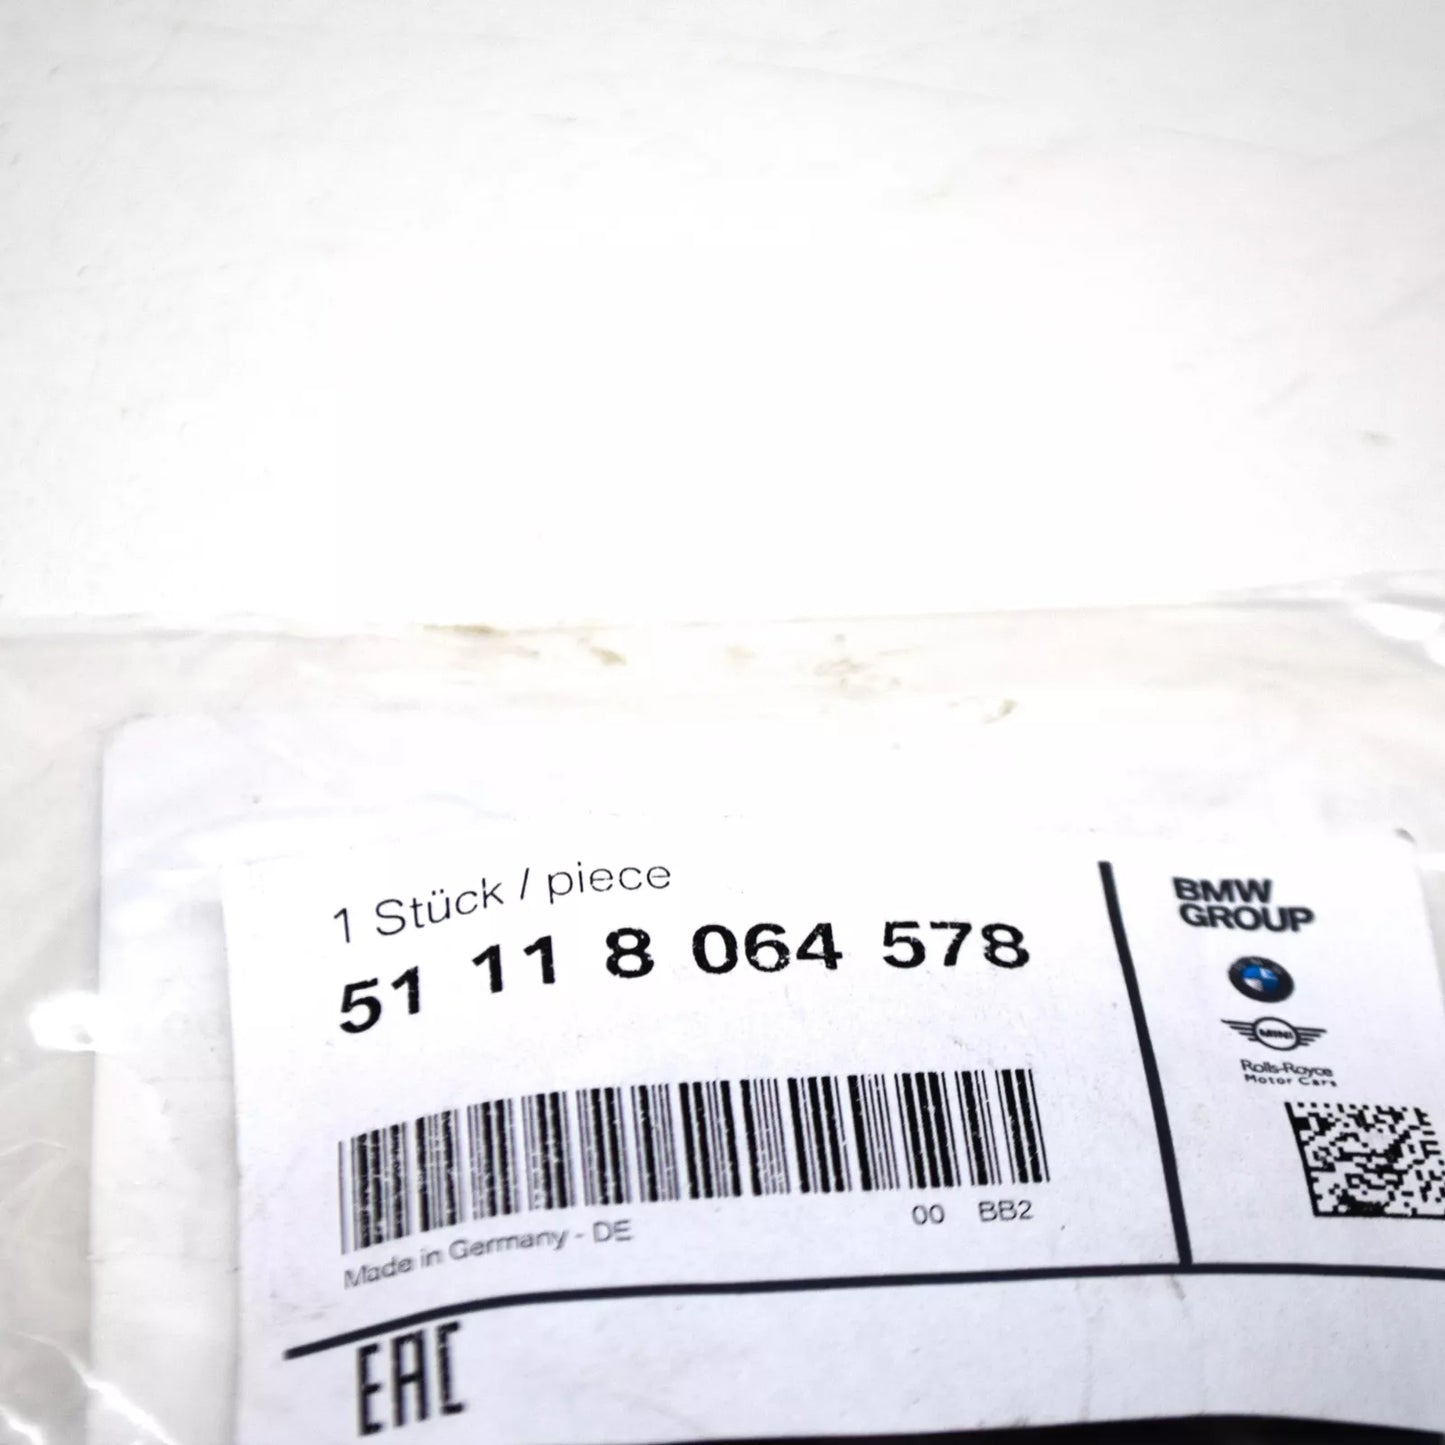 1 Stück / piece
51 11 8 064 578
Made in Germany - DE
00 BB2
EAC
BMW
GROUP
MINI
Rolls-Royce
Motor Cars